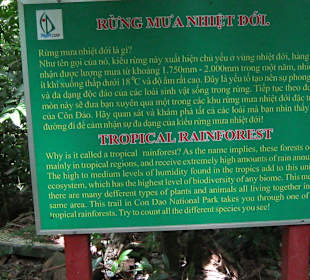 RỪNG MƯA NHIỆT ĐỚI.
Rừng mưa nhiệt đới là gì?
Như tên gọi của nó, kiểu rừng này xuất hiện chủ yếu ở vùng nhiệt đới, hàng
nhận được lượng mưa từ khoảng 1.750mm - 2.000mm trong một năm, nhiệt
ít khi xuống thấp dưới 18°C và độ ẩm rất cao. Đây là yếu tố tạo nên sự phong
và đa dạng độc đáo của các loài sinh vật sống trong rừng. Tiếp tục theo đường
mòn này sẽ đưa bạn xuyên qua một trong các khu rừng mưa nhiệt đới đặc
của Côn Đảo. Hãy quan sát và khám phá tất cả các loài mà bạn nhìn thấy
đường đi để cảm nhận sự đa dạng của kiểu rừng mưa nhiệt đới!
TROPICAL RAINFOREST
Why is it called a tropical rainforest? As the name implies, these forests
mainly in tropical regions, and receive extremely high amounts of rain
The high to medium levels of humidity found in the tropics add to this
ecosystem, which has the highest level of biodiversity of any biome. This
there are many defferent types of plants and animals all living together in
same area. This trail in Con Dao National Park takes you through one of
tropical rainforests. Try to count all the different species you see!